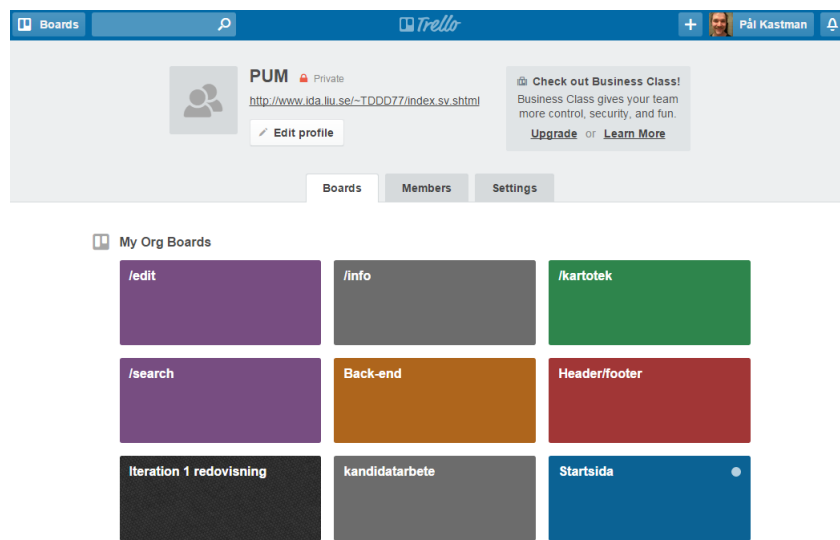 Boards
Trello
Pål Kastman
PUM Private
http://www.ida.liu.se/~TDDD77/index.sv.shtml
Edit profile
Check out Business Class!
Business Class gives your team
more control, security, and fun.
Upgrade or Learn More
Boards Members Settings
My Org Boards
/edit /info /kartotek
/search Back-end Header/footer
Iteration 1 redovisning kandidatarbete Startsida